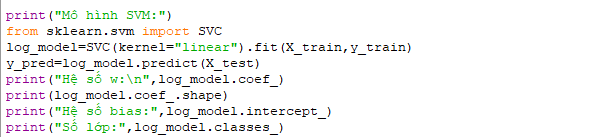 print("Mô hình SVM:")
from sklearn.svm import SVC
log_model=SVC(kernel="linear").fit(X_train,y_train)
y_pred=log_model.predict(X_test)
print("Hệ số w:\n",log_model.coef_)
print(log_model.coef_.shape)
print("Hệ số bias:",log_model.intercept_)
print("Số lớp:",log_model.classes_)